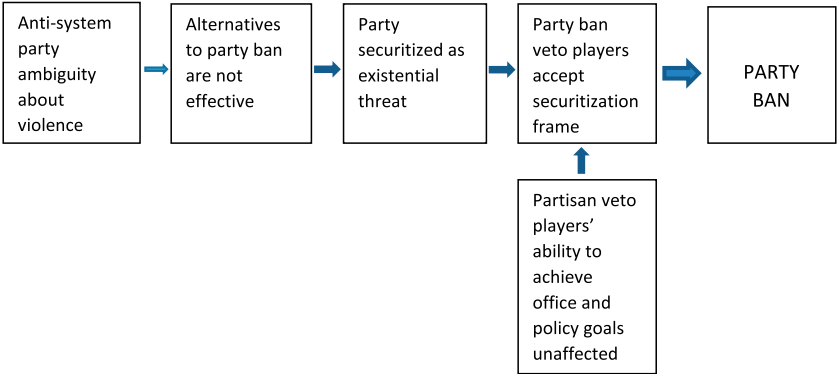 Anti-system
party
ambiguity
about
violence
Alternatives
to party ban
are not
effective
Party
securitized as
existential
threat
Party ban
veto players
accept
securitization
frame
PARTY
BAN
Partisan veto
players’
ability to
achieve
office and
policy goals
unaffected